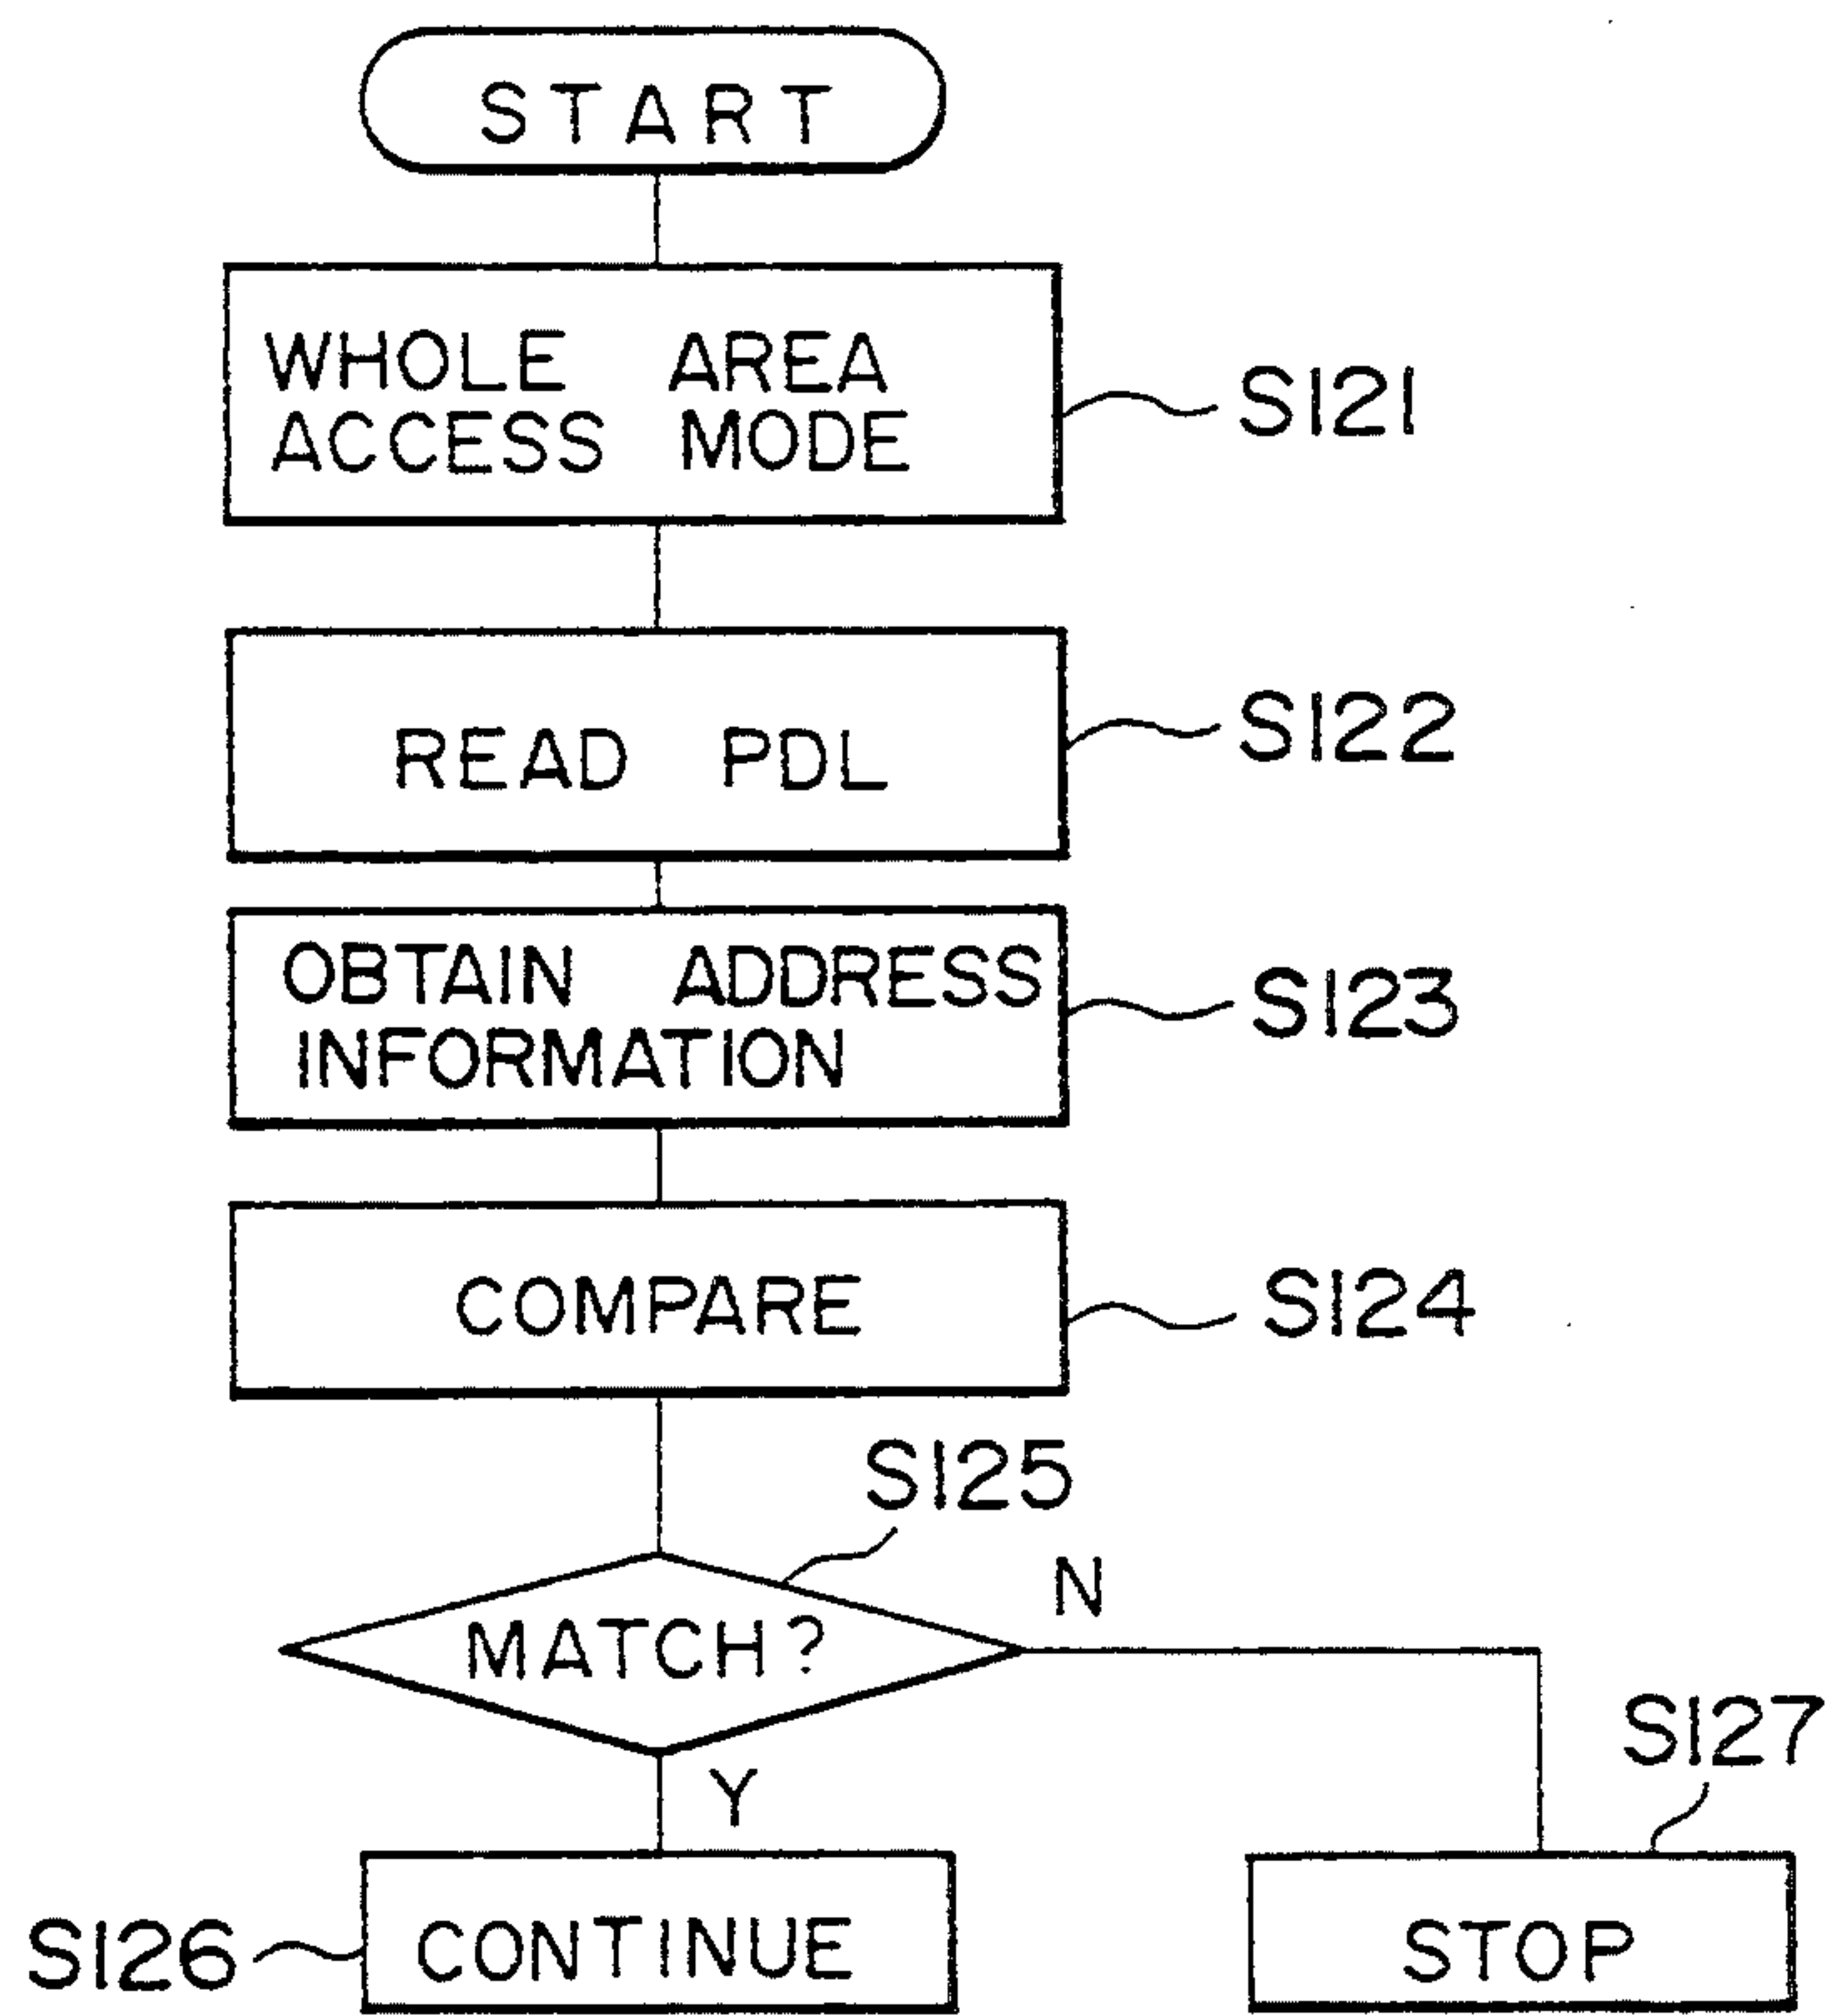 START
WHOLE AREA
ACCESS MODE
S121
READ PDL
S122
OBTAIN ADDRESS
INFORMATION
S123
COMPARE
S124
S125
MATCH?
N
Y
S127
S126
CONTINUE
STOP